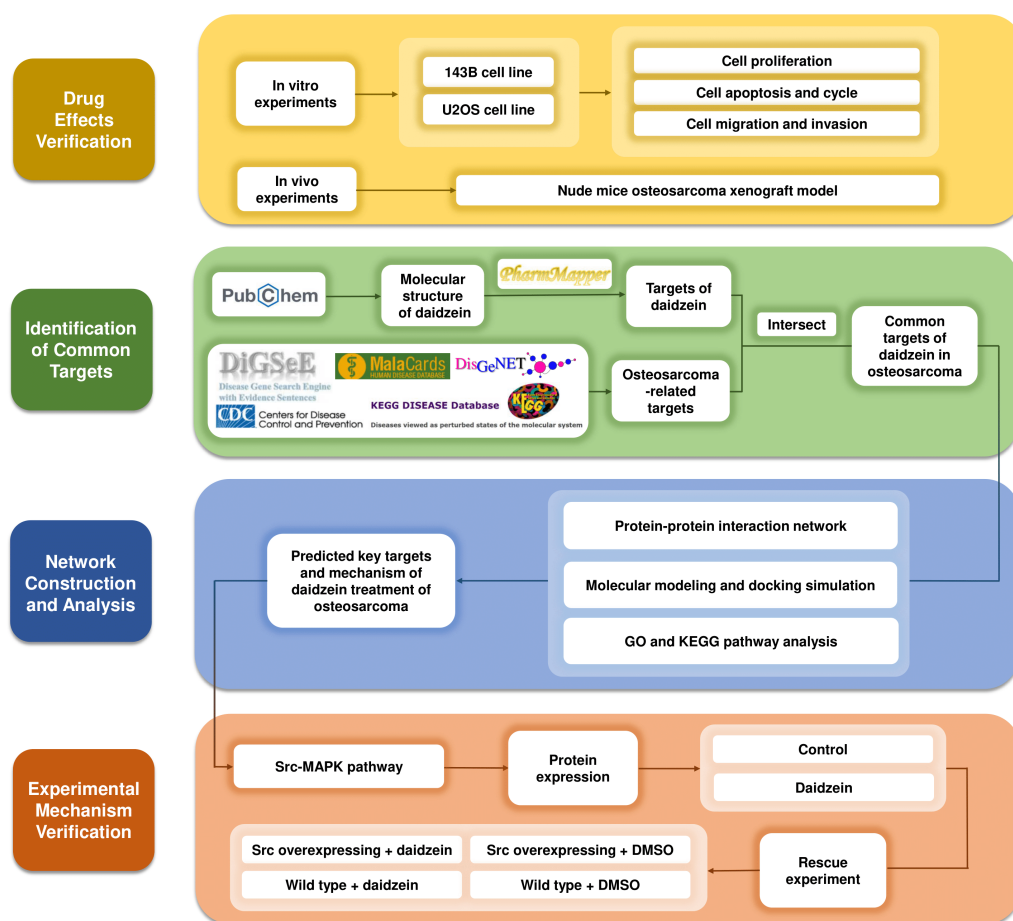 Drug
Effects
Verification
In vitro
experiments
143B cell line
U2OS cell line
Cell proliferation
Cell apoptosis and cycle
Cell migration and invasion
In vivo
experiments
Nude mice osteosarcoma xenograft model
Identification
of Common
Targets
PubChem
Molecular
structure
of daidzein
PharmMapper
Targets of
daidzein
Intersect
Common
targets of
daidzein in
osteosarcoma
DiGSeE
Disease Gene Search Engine
with Evidence Sentences
MalaCards
HUMAN DISEASE DATABASE
DisGeNET
CDC Centers for Disease
Control and Prevention
KEGG DISEASE Database
KEGG
Diseases viewed as perturbed states of the molecular system
Osteosarcoma
-related
targets
Network
Construction
and Analysis
Predicted key targets
and mechanism of
daidzein treatment of
osteosarcoma
Protein-protein interaction network
Molecular modeling and docking simulation
GO and KEGG pathway analysis
Experimental
Mechanism
Verification
Src-MAPK pathway
Protein
expression
Control
Daidzein
Rescue
experiment
Src overexpressing + daidzein
Src overexpressing + DMSO
Wild type + daidzein
Wild type + DMSO